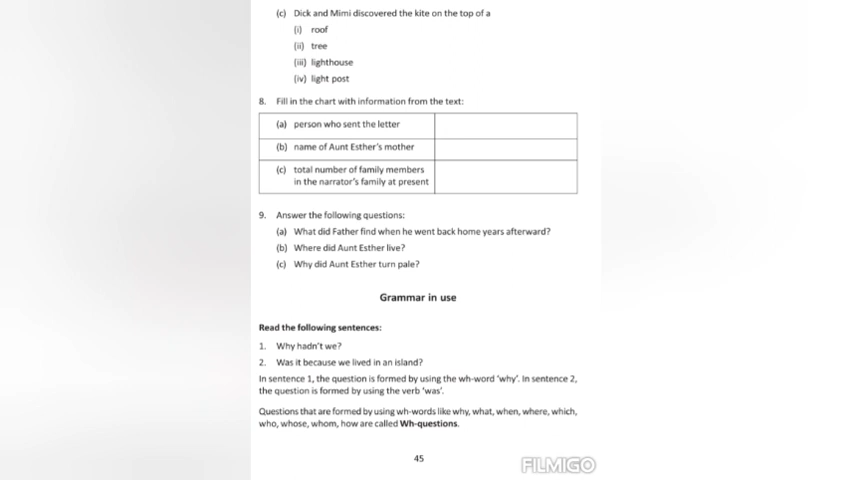 (c) Dick and Mimi discovered the kite on the top of a
(i) roof
(ii) tree
(iii) lighthouse
(iv) light post
8. Fill in the chart with information from the text:
(a) person who sent the letter
(b) name of Aunt Esther's mother
(c) total number of family members
in the narrator's family at present
9. Answer the following questions:
(a) What did Father find when he went back home years afterward?
(b) Where did Aunt Esther live?
(c) Why did Aunt Esther turn pale?
Grammar in use
Read the following sentences:
1. Why hadn't we?
2. Was it because we lived in an island?
In sentence 1, the question is formed by using the wh-word 'why'. In sentence 2,
the question is formed by using the verb 'was'.
Questions that are formed by using wh-words like why, what, when, where, which,
who, whose, whom, how are called Wh-questions.
45
FILMIGO